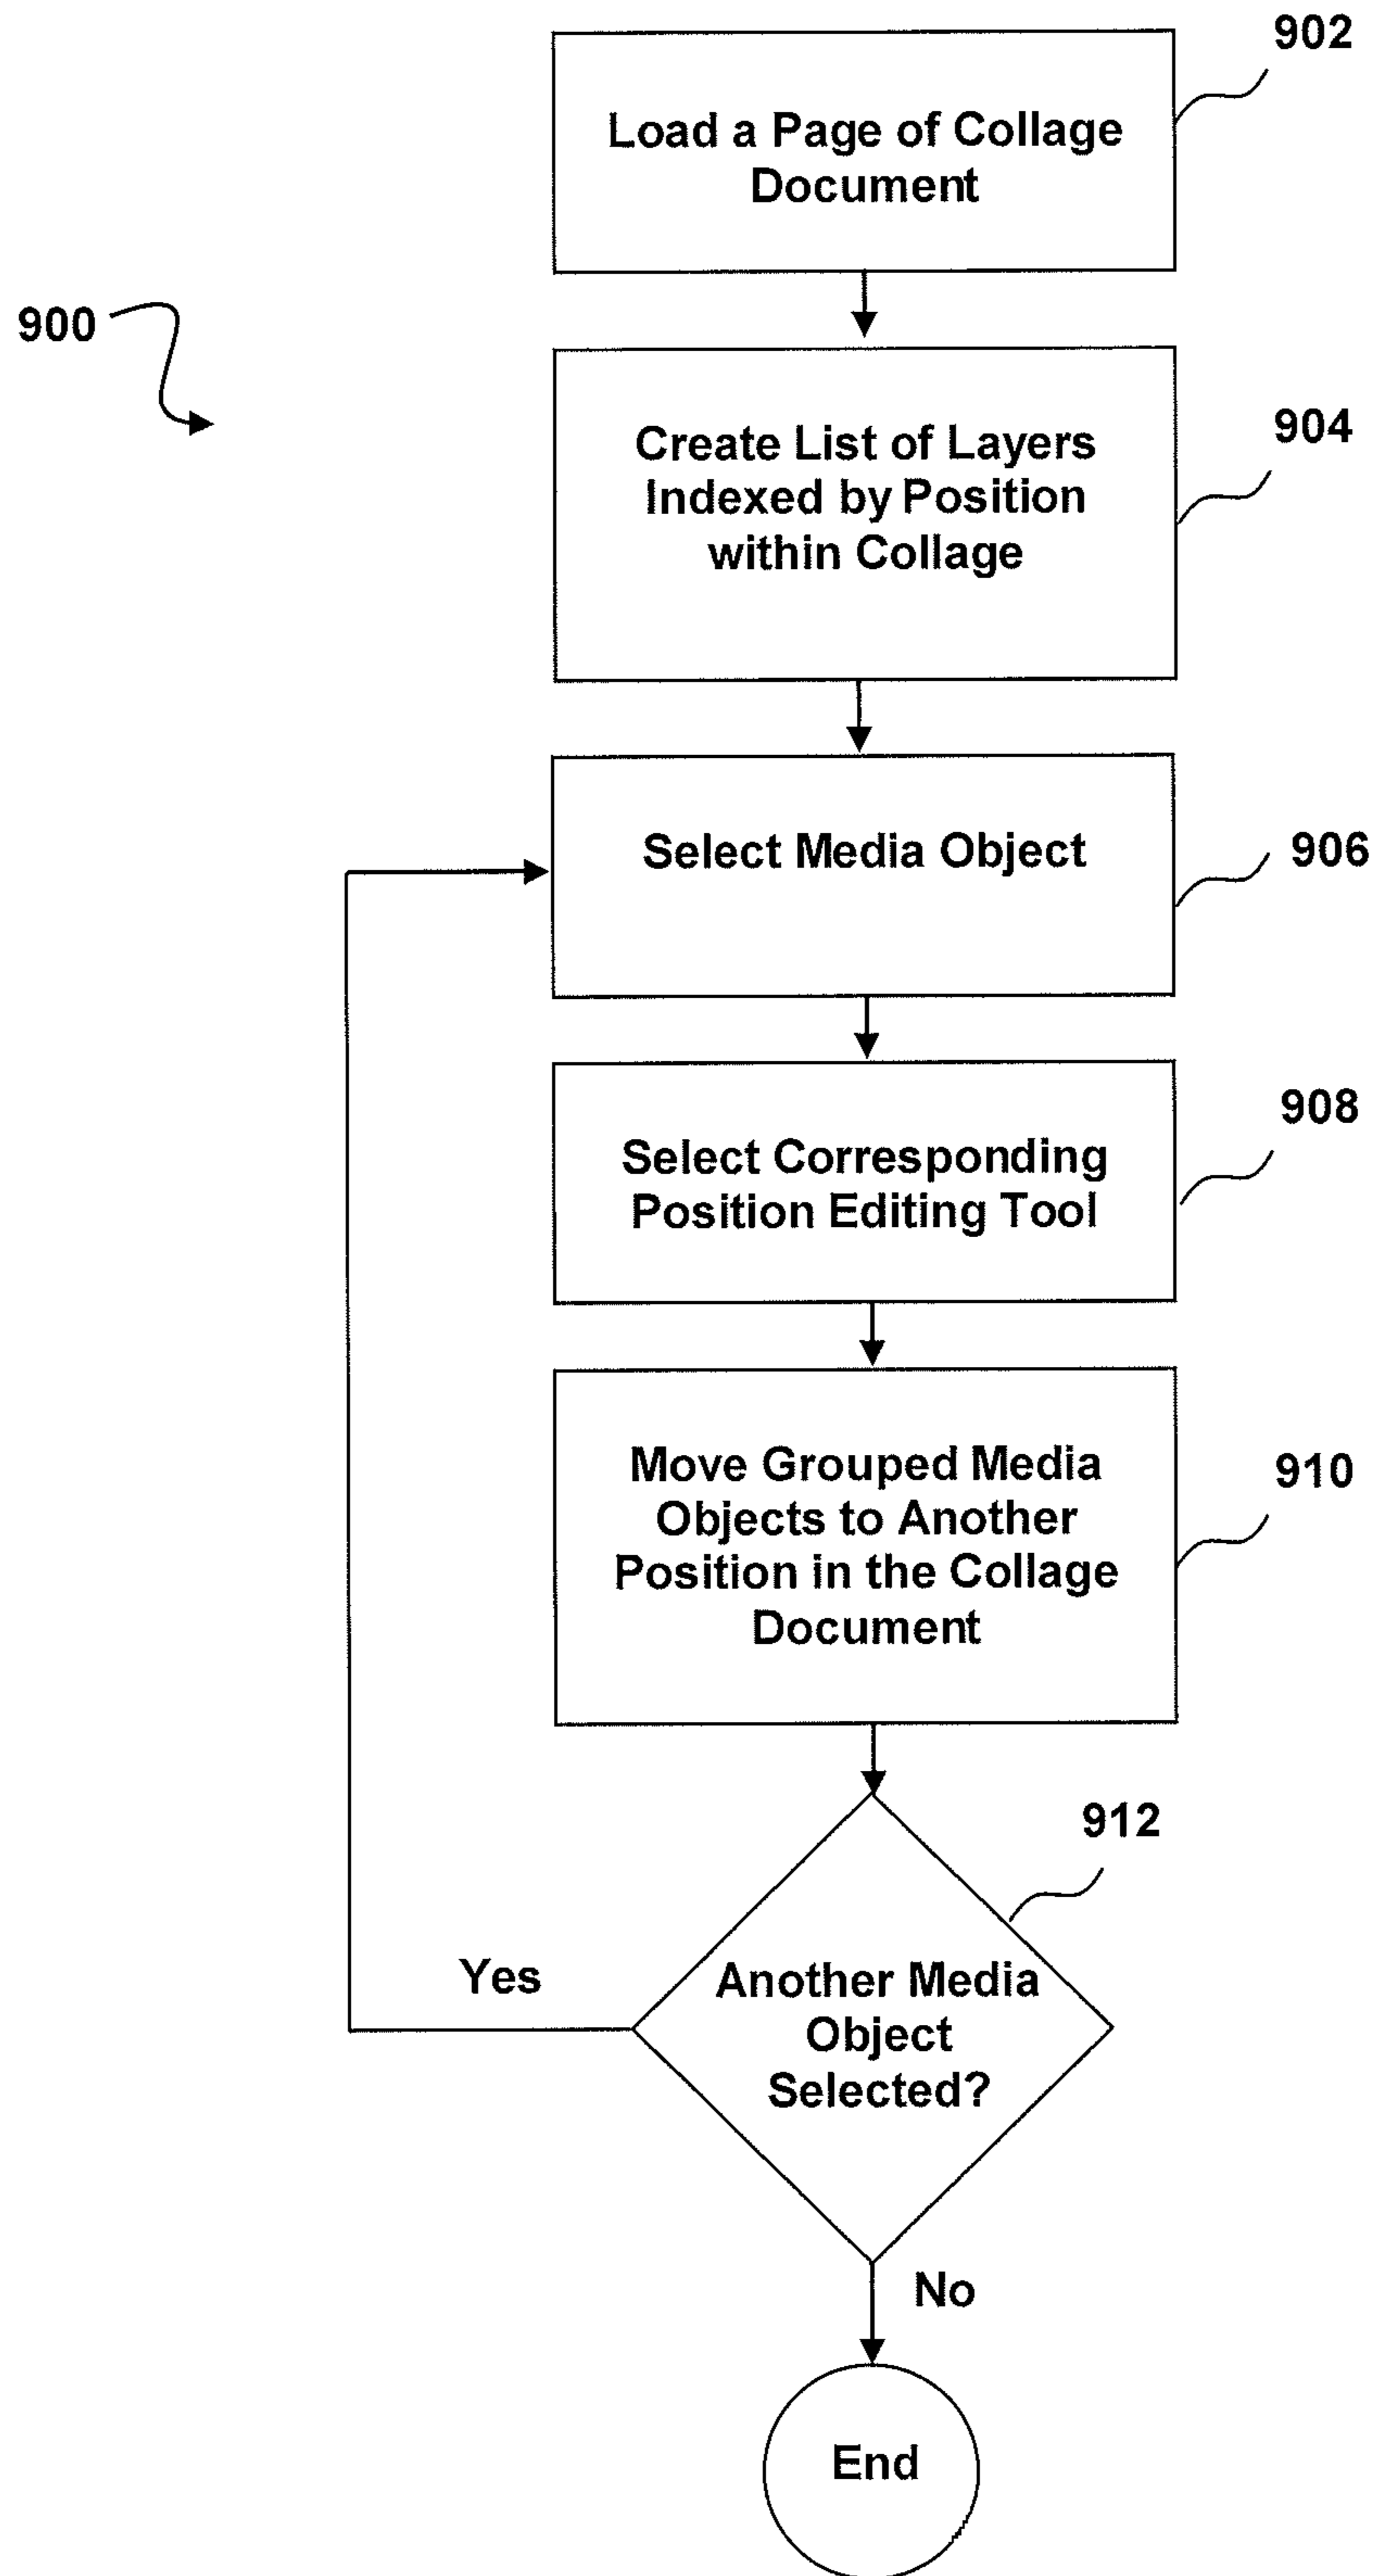 902
Load a Page of Collage
Document
900
904
Create List of Layers
Indexed by Position
within Collage
Select Media Object
906
908
Select Corresponding
Position Editing Tool
Move Grouped Media
Objects to Another
Position in the Collage
Document
910
912
Yes
Another Media
Object
Selected?
No
End